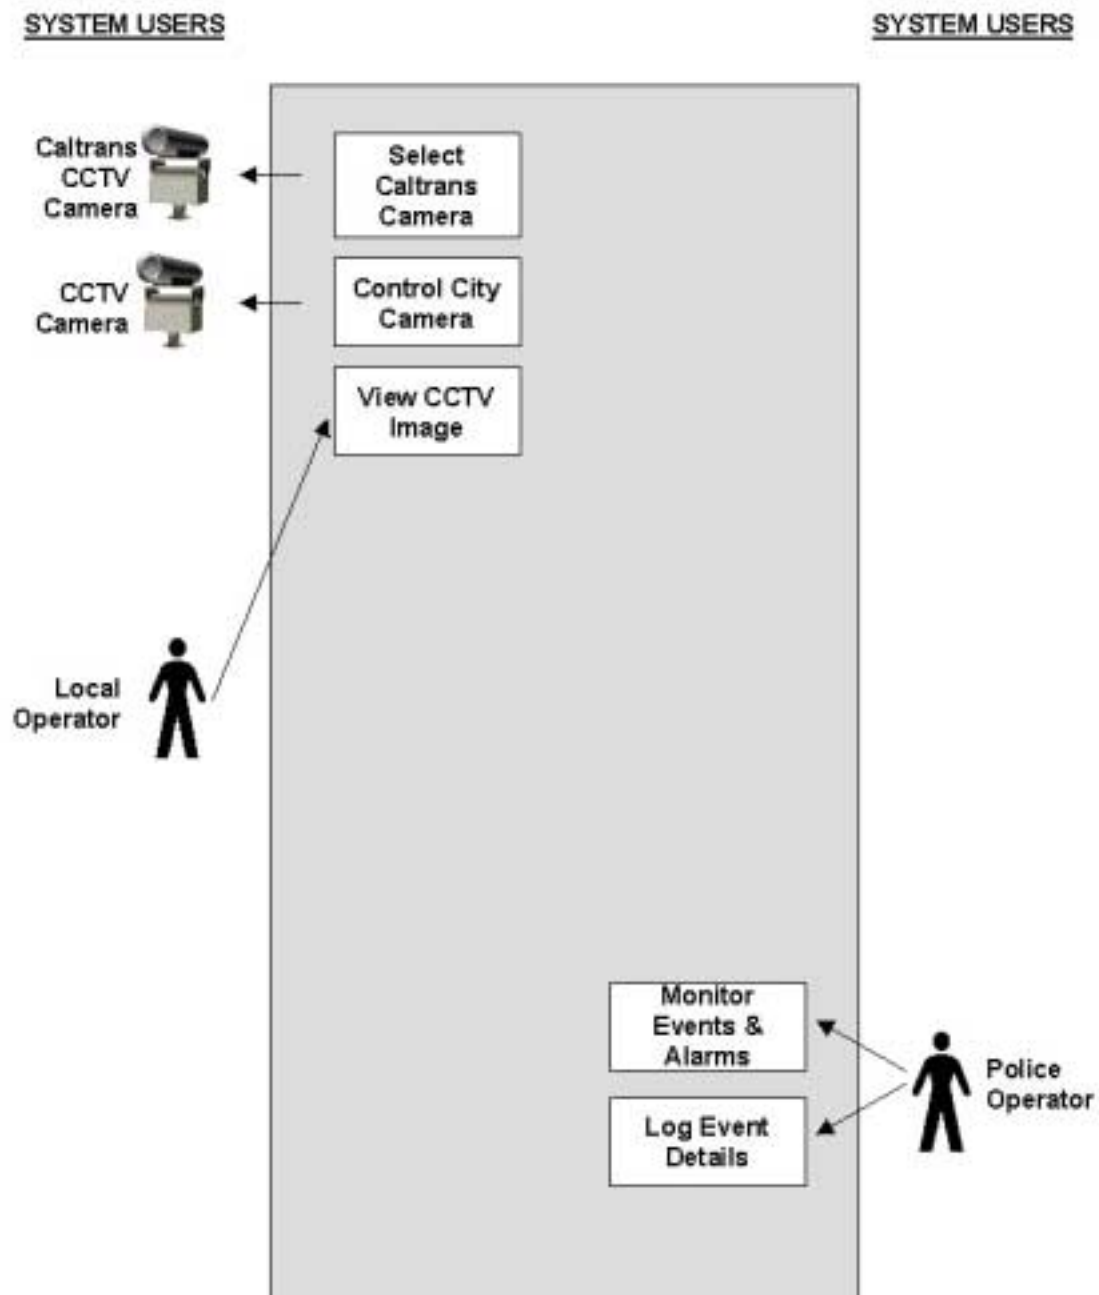 SYSTEM USERS
SYSTEM USERS
Caltrans
CCTV
Camera
Select
Caltrans
Camera
CCTV
Camera
Control City
Camera
View CCTV
Image
Local
Operator
Monitor
Events &
Alarms
Police
Operator
Log Event
Details